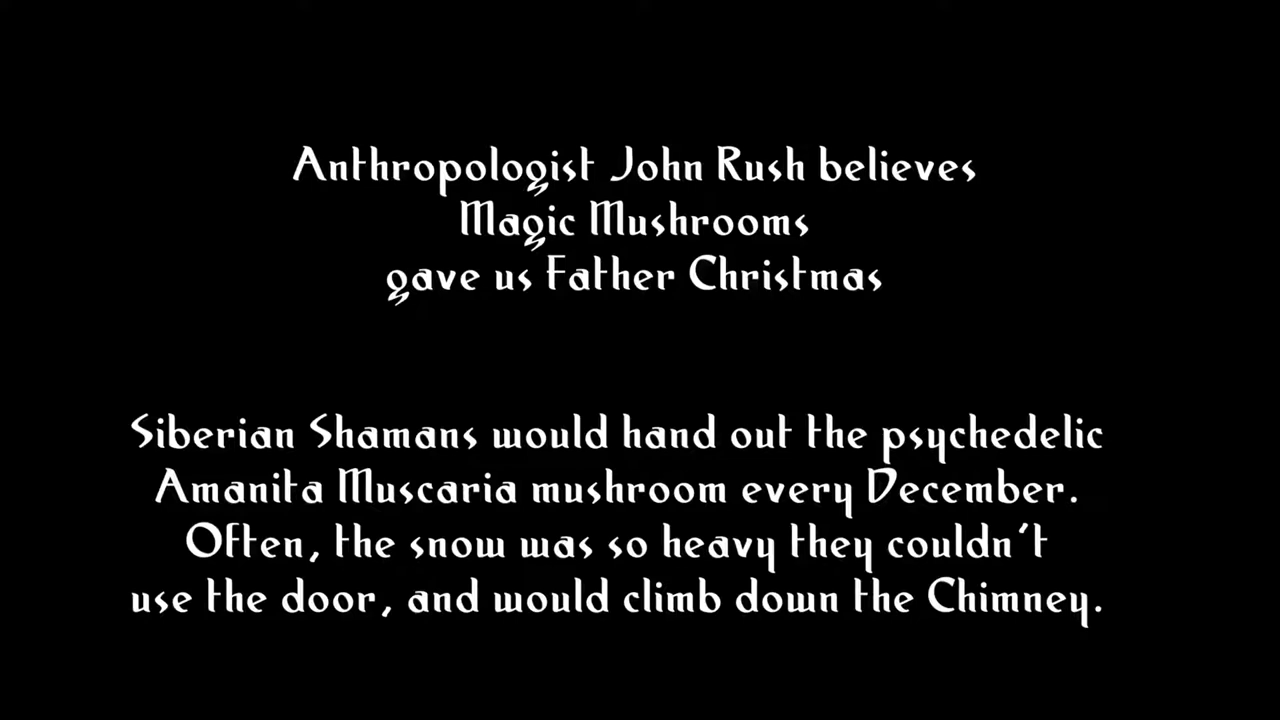 Anthropologist John Rush believes
Magic Mushrooms
gave us Father Christmas
Siberian Shamans would hand out the psychedelic
Amanita Muscaria mushroom every December.
Often, the snow was so heavy they couldn't
use the door, and would climb down the Chimney.